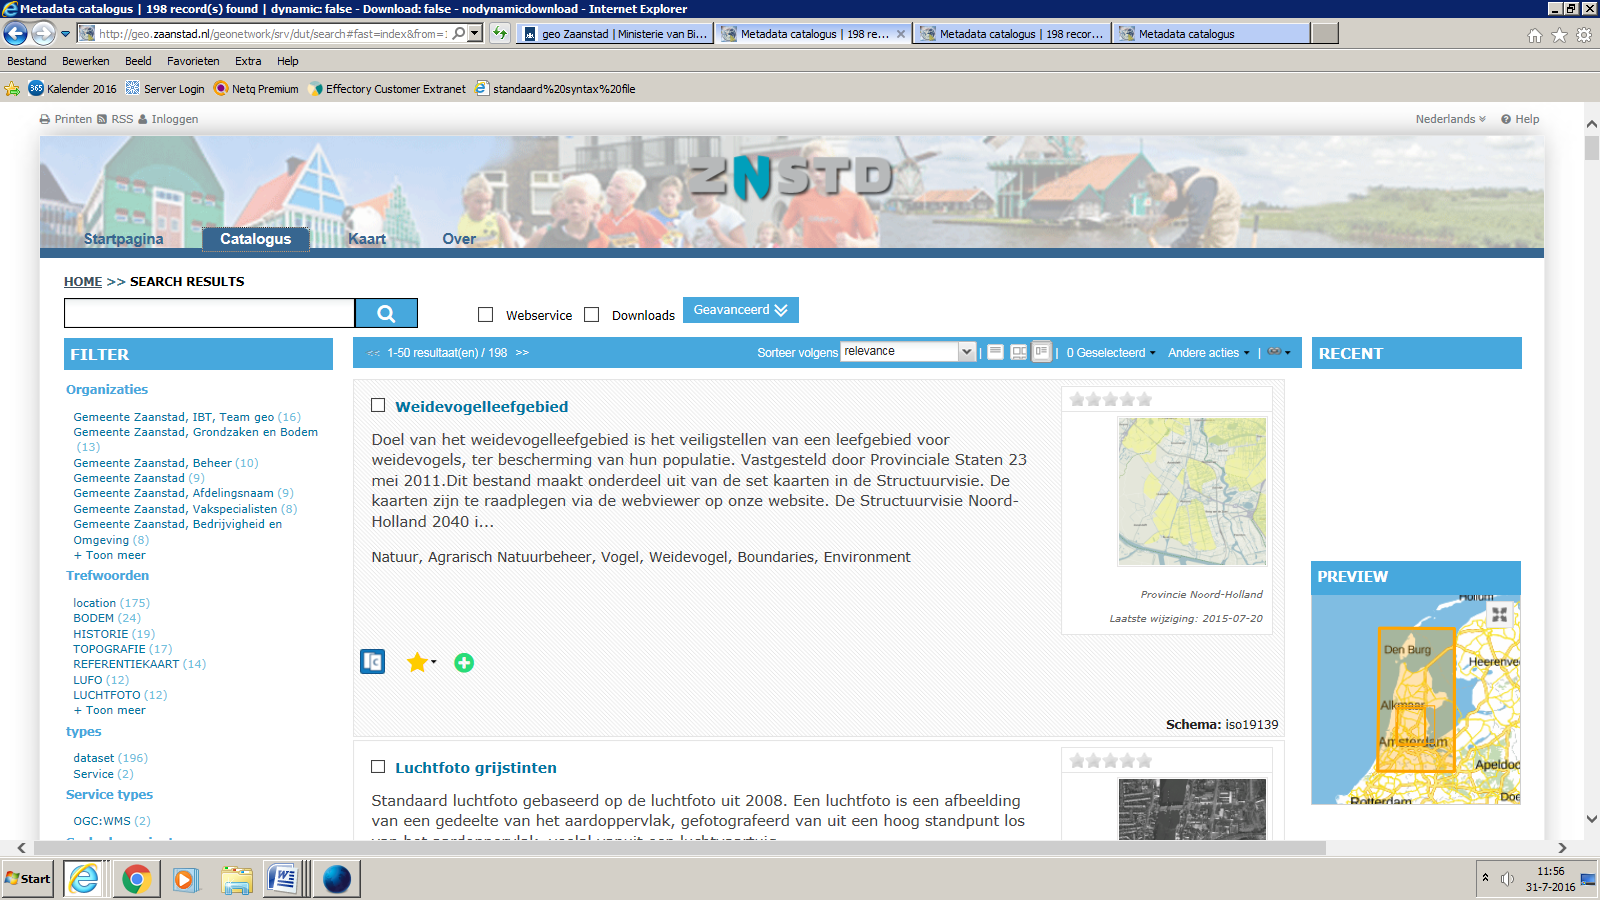 Metadata catalogus | 198 record(s) found | dynamic: false - Download: false - nodynamicdownload - Internet Explorer
http://geo.zaanstad.nl/geonetwork/srv/dut/search#fast=index&from=
geo Zaanstad | Ministerie van Bi...
Metadata catalogus | 198 re...
Metadata catalogus | 198 recor...
Metadata catalogus
Bestand Bewerken Beeld Favorieten Extra Help
Kalender 2016 Server Login Netq Premium Effectory Customer Extranet standaard%20syntax%20file
Printen RSS Inloggen
Nederlands Help
ZNSTD
Startpagina Catalogus Kaart Over
HOME >> SEARCH RESULTS
Webservice Downloads Geavanceerd
FILTER
Organizaties
Gemeente Zaanstad, IBT, Team geo (16)
Gemeente Zaanstad, Grondzaken en Bodem
(13)
Gemeente Zaanstad, Beheer (10)
Gemeente Zaanstad (9)
Gemeente Zaanstad, Afdelingsnaam (9)
Gemeente Zaanstad, Vakspecialisten (8)
Gemeente Zaanstad, Bedrijvigheid en
Omgeving (8)
+ Toon meer
Trefwoorden
location (175)
BODEM (24)
HISTORIE (19)
TOPOGRAFIE (17)
REFERENTIEKAART (14)
LUFO (12)
LUCHTFOTO (12)
+ Toon meer
types
dataset (196)
Service (2)
Service types
OGC:WMS (2)
<< 1-50 resultaat(en) / 198 >>
Sorteer volgens relevance | | 0 Geselecteerd Andere acties |
Weidevogelleefgebied
Doel van het weidevogelleefgebied is het veiligstellen van een leefgebied voor
weidevogels, ter bescherming van hun populatie. Vastgesteld door Provinciale Staten 23
mei 2011.Dit bestand maakt onderdeel uit van de set kaarten in de Structuurvisie. De
kaarten zijn te raadplegen via de webviewer op onze website. De Structuurvisie Noord-
Holland 2040 i...
Natuur, Agrarisch Natuurbeheer, Vogel, Weidevogel, Boundaries, Environment
Provincie Noord-Holland
Laatste wijziging: 2015-07-20
Schema: iso19139
Luchtfoto grijstinten
Standaard luchtfoto gebaseerd op de luchtfoto uit 2008. Een luchtfoto is een afbeelding
van een gedeelte van het aardoppervlak, gefotografeerd van uit een hoog standpunt los
van het aardoppervlak, veelal vanuit een luchtvaartuig
RECENT
PREVIEW
Hollum
Den Burg
Heerenve
Alkmaar
Amsterdam
Apeldoo
Doe
Rotterdam
Start
11:56
31-7-2016